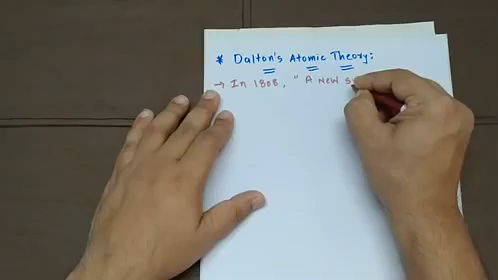 * Dalton's Atomic Theory:
→ In 1808, " A New s